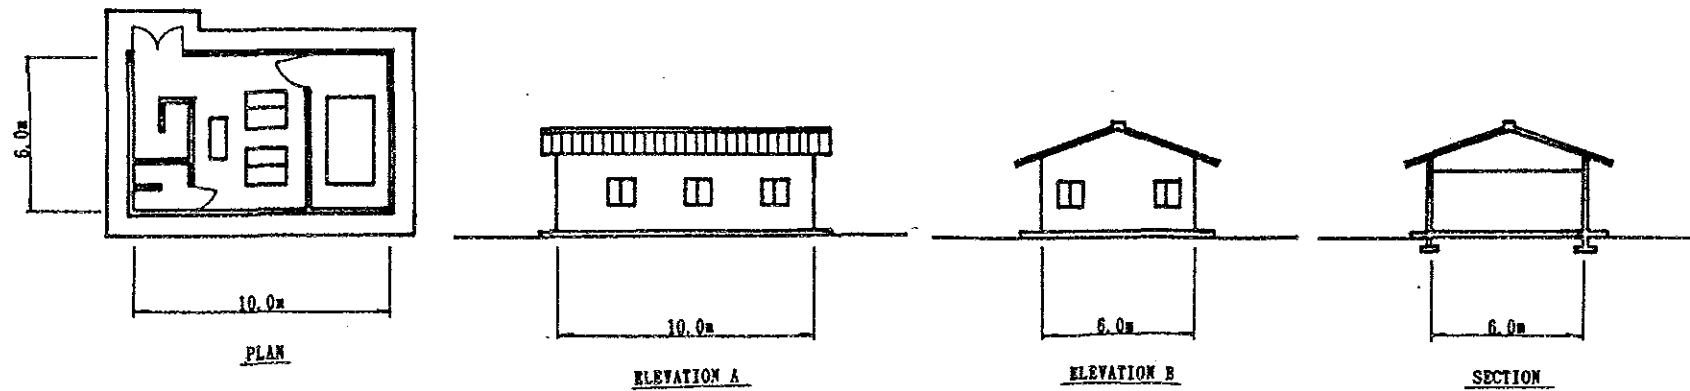 6.0m
10.0m
PLAN
10.0m
ELEVATION A
6.0m
ELEVATION B
6.0m
SECTION